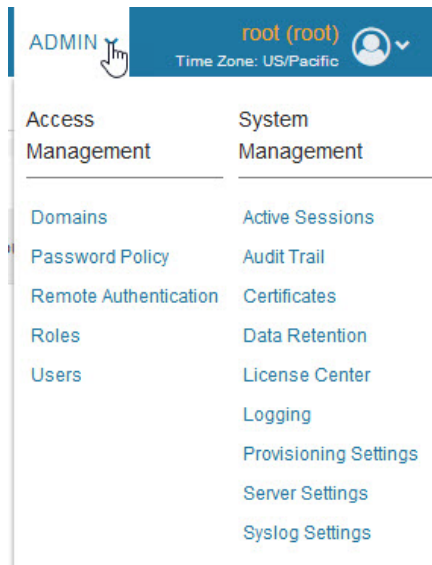 ADMIN
root (root)
Time Zone: US/Pacific
Access
Management
Domains
Password Policy
Remote Authentication
Roles
Users
System
Management
Active Sessions
Audit Trail
Certificates
Data Retention
License Center
Logging
Provisioning Settings
Server Settings
Syslog Settings